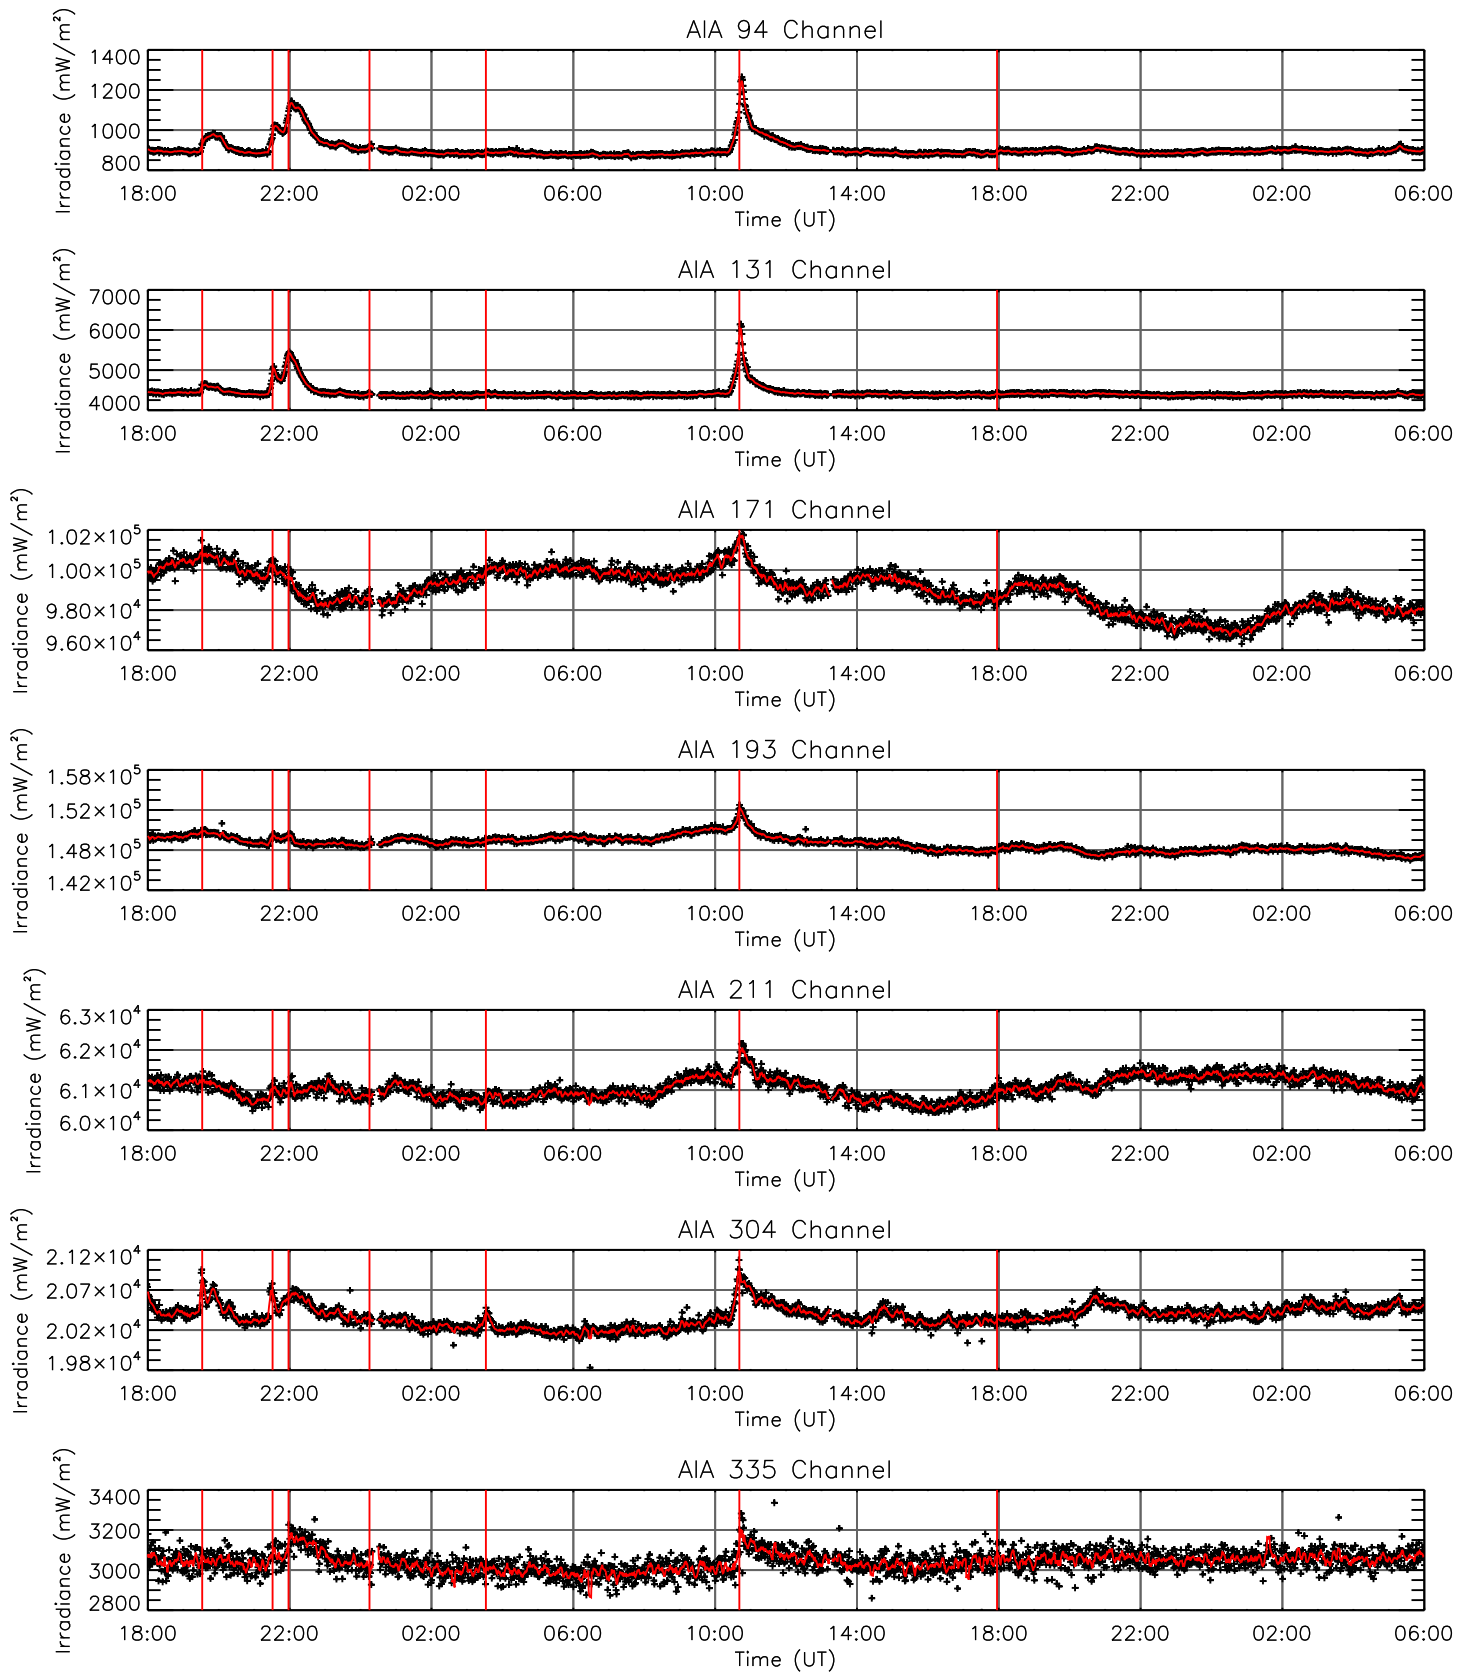 AIA 94 Channel
Irradiance (mW/m²)
1400
1200
1000
800
18:00 22:00 02:00 06:00 10:00 14:00 18:00 22:00 02:00 06:00
Time (UT)
AIA 131 Channel
Irradiance (mW/m²)
7000
6000
5000
4000
18:00 22:00 02:00 06:00 10:00 14:00 18:00 22:00 02:00 06:00
Time (UT)
AIA 171 Channel
Irradiance (mW/m²)
1.02×10⁵
1.00×10⁵
9.80×10⁴
9.60×10⁴
18:00 22:00 02:00 06:00 10:00 14:00 18:00 22:00 02:00 06:00
Time (UT)
AIA 193 Channel
Irradiance (mW/m²)
1.58×10⁵
1.52×10⁵
1.48×10⁵
1.42×10⁵
18:00 22:00 02:00 06:00 10:00 14:00 18:00 22:00 02:00 06:00
Time (UT)
AIA 211 Channel
Irradiance (mW/m²)
6.3×10⁴
6.2×10⁴
6.1×10⁴
6.0×10⁴
18:00 22:00 02:00 06:00 10:00 14:00 18:00 22:00 02:00 06:00
Time (UT)
AIA 304 Channel
Irradiance (mW/m²)
2.12×10⁴
2.07×10⁴
2.02×10⁴
1.98×10⁴
18:00 22:00 02:00 06:00 10:00 14:00 18:00 22:00 02:00 06:00
Time (UT)
AIA 335 Channel
Irradiance (mW/m²)
3400
3200
3000
2800
18:00 22:00 02:00 06:00 10:00 14:00 18:00 22:00 02:00 06:00
Time (UT)